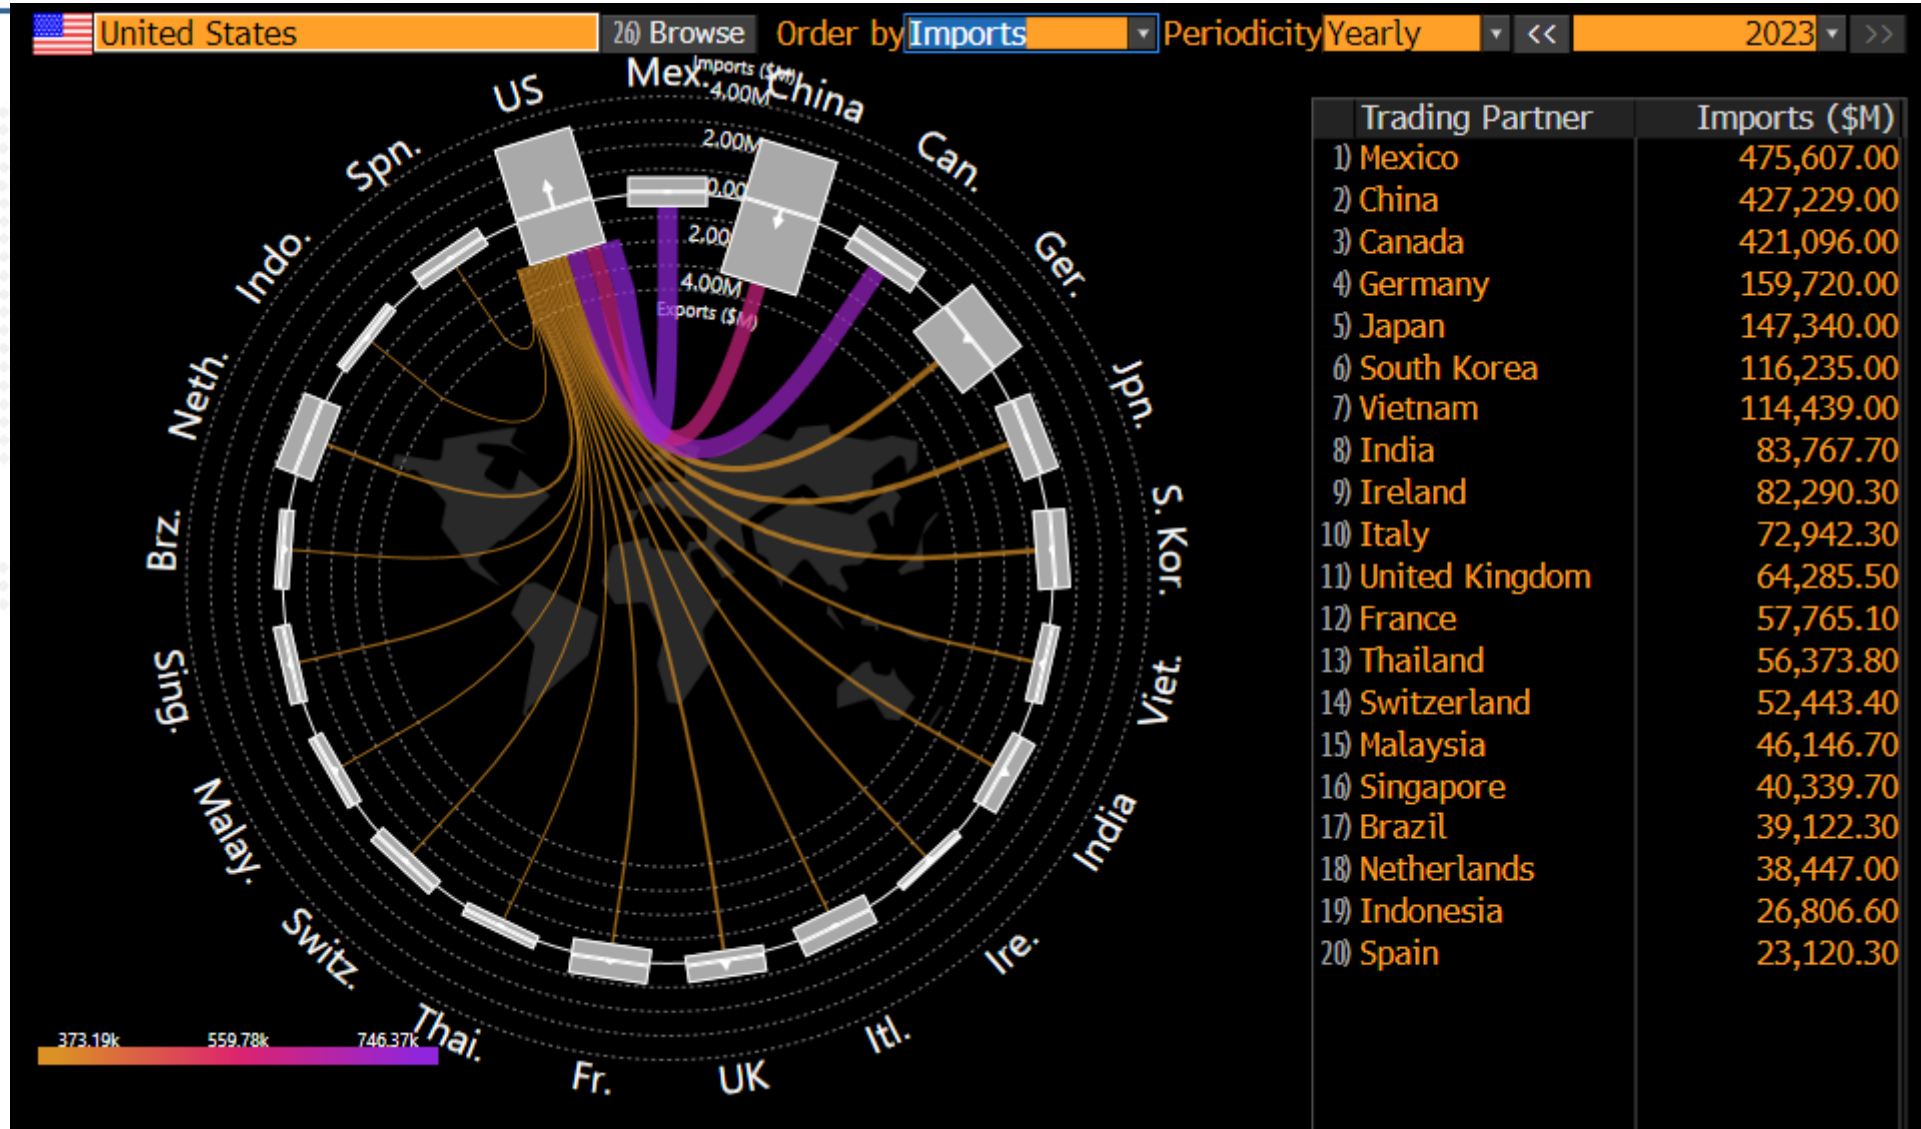 United States 26) Browse Order by Imports Periodicity Yearly << 2023 >>
Imports ($M)
4.00M
2.00M
0.00
2.00
4.00M
Exports ($M)
US
Mex.
China
Can.
Ger.
Jpn.
S. Kor.
Viet.
India
Ire.
Itl.
UK
Fr.
Thai.
Switz.
Malay.
Sing.
Brz.
Neth.
Indo.
Spn.
373.19k 559.78k 746.37k
Trading Partner Imports ($M)
1) Mexico 475,607.00
2) China 427,229.00
3) Canada 421,096.00
4) Germany 159,720.00
5) Japan 147,340.00
6) South Korea 116,235.00
7) Vietnam 114,439.00
8) India 83,767.70
9) Ireland 82,290.30
10) Italy 72,942.30
11) United Kingdom 64,285.50
12) France 57,765.10
13) Thailand 56,373.80
14) Switzerland 52,443.40
15) Malaysia 46,146.70
16) Singapore 40,339.70
17) Brazil 39,122.30
18) Netherlands 38,447.00
19) Indonesia 26,806.60
20) Spain 23,120.30